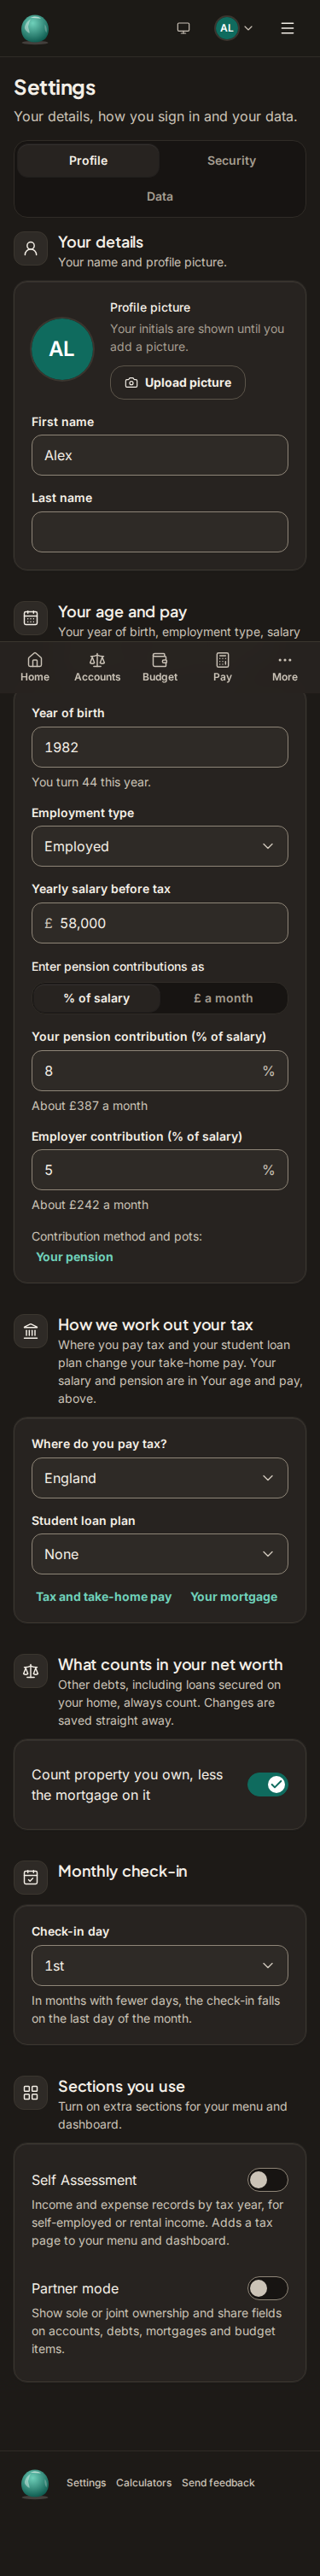 AL
Settings
Your details, how you sign in and your data.
Profile
Security
Data
Your details
Your name and profile picture.
AL
Profile picture
Your initials are shown until you
add a picture.
Upload picture
First name
Alex
Last name
Your age and pay
Your year of birth, employment type, salary
Home
Accounts
Budget
Pay
More
Year of birth
1982
You turn 44 this year.
Employment type
Employed
Yearly salary before tax
£ 58,000
Enter pension contributions as
% of salary
£ a month
Your pension contribution (% of salary)
8 %
About £387 a month
Employer contribution (% of salary)
5 %
About £242 a month
Contribution method and pots:
Your pension
How we work out your tax
Where you pay tax and your student loan
plan change your take-home pay. Your
salary and pension are in Your age and pay,
above.
Where do you pay tax?
England
Student loan plan
None
Tax and take-home pay
Your mortgage
What counts in your net worth
Other debts, including loans secured on
your home, always count. Changes are
saved straight away.
Count property you own, less
the mortgage on it
Monthly check-in
Check-in day
1st
In months with fewer days, the check-in falls
on the last day of the month.
Sections you use
Turn on extra sections for your menu and
dashboard.
Self Assessment
Income and expense records by tax year, for
self-employed or rental income. Adds a tax
page to your menu and dashboard.
Partner mode
Show sole or joint ownership and share fields
on accounts, debts, mortgages and budget
items.
Settings
Calculators
Send feedback